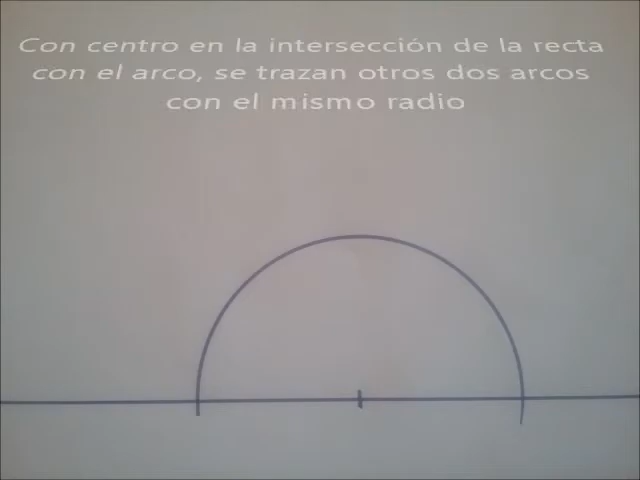 Con centro en la intersección de la recta
con el arco, se trazan otros dos arcos
con el mismo radio